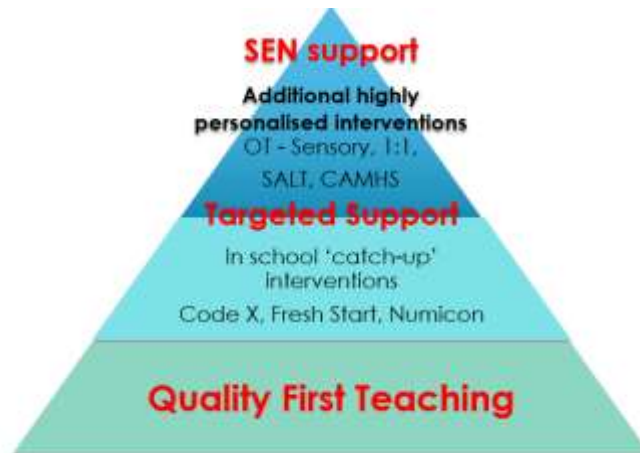 SEN support
Additional highly
personalised interventions
OT - Sensory, 1:1,
SALT, CAMHS
Targeted Support
In school 'catch-up'
interventions
Code X, Fresh Start, Numicon
Quality First Teaching